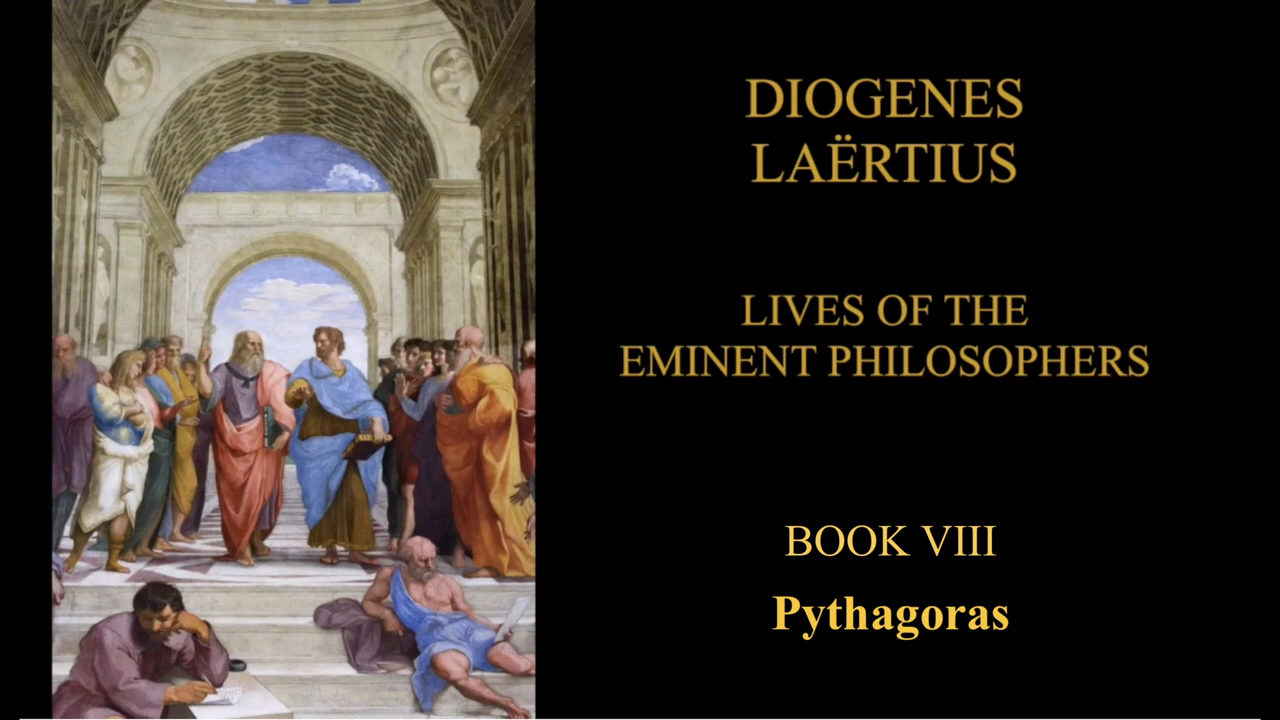 DIOGENES
LAËRTIUS
LIVES OF THE
EMINENT PHILOSOPHERS
BOOK VIII
Pythagoras